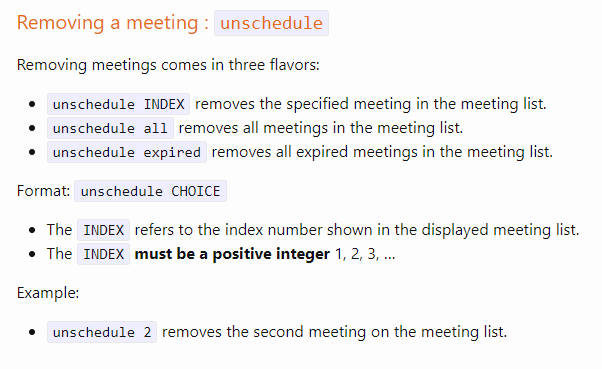 Removing a meeting : unschedule
Removing meetings comes in three flavors:
• unschedule INDEX removes the specified meeting in the meeting list.
• unschedule all removes all meetings in the meeting list.
• unschedule expired removes all expired meetings in the meeting list.
Format: unschedule CHOICE
• The INDEX refers to the index number shown in the displayed meeting list.
• The INDEX must be a positive integer 1, 2, 3, …
Example:
• unschedule 2 removes the second meeting on the meeting list.